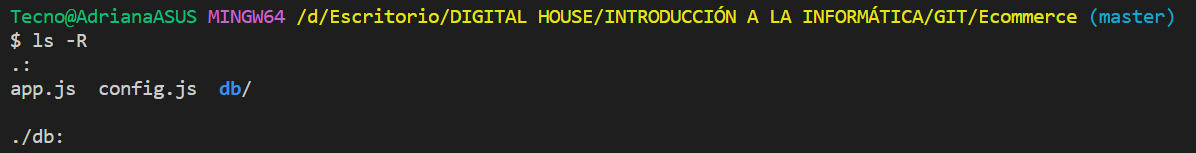 Tecno@AdrianaASUS MINGW64 /d/Escritorio/DIGITAL HOUSE/INTRODUCCIÓN A LA INFORMÁTICA/GIT/Ecommerce (master)
$ ls -R
.:
app.js  config.js  db/

./db: